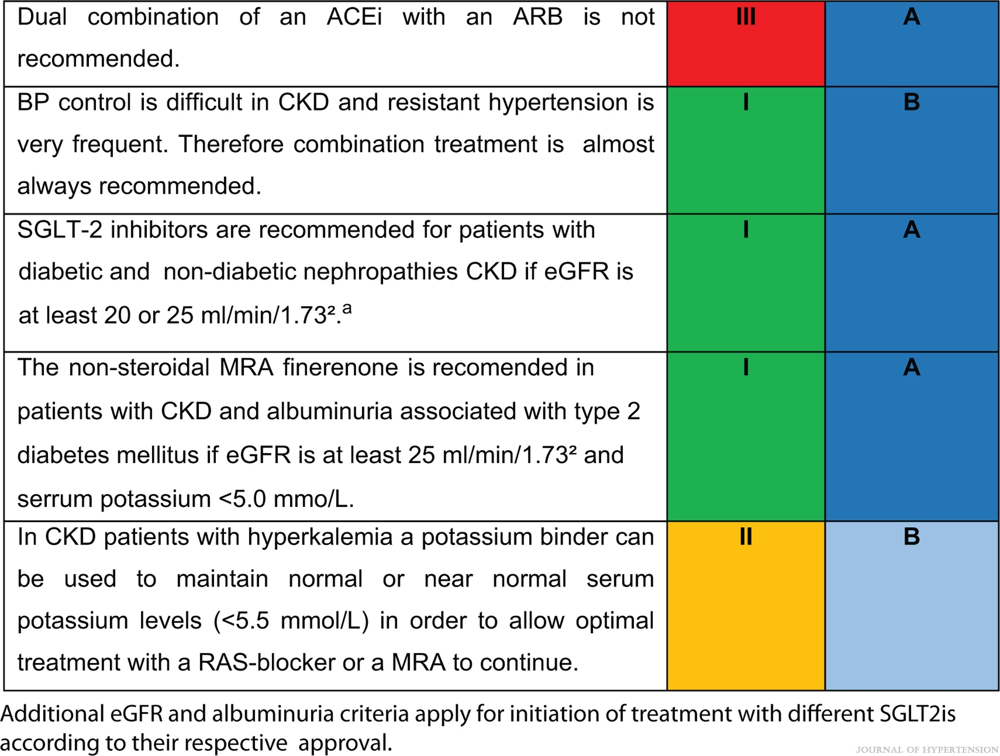 Dual combination of an ACEi with an ARB is not III A
recommended.
BP control is difficult in CKD and resistant hypertension is I B
very frequent. Therefore combination treatment is almost
always recommended.
SGLT-2 inhibitors are recommended for patients with I A
diabetic and non-diabetic nephropathies CKD if eGFR is
at least 20 or 25 ml/min/1.73².ᵃ
The non-steroidal MRA finerenone is recomended in I A
patients with CKD and albuminuria associated with type 2
diabetes mellitus if eGFR is at least 25 ml/min/1.73² and
serrum potassium <5.0 mmo/L.
In CKD patients with hyperkalemia a potassium binder can II B
be used to maintain normal or near normal serum
potassium levels (<5.5 mmol/L) in order to allow optimal
treatment with a RAS-blocker or a MRA to continue.
Additional eGFR and albuminuria criteria apply for initiation of treatment with different SGLT2is
according to their respective approval.
JOURNAL OF HYPERTENSION